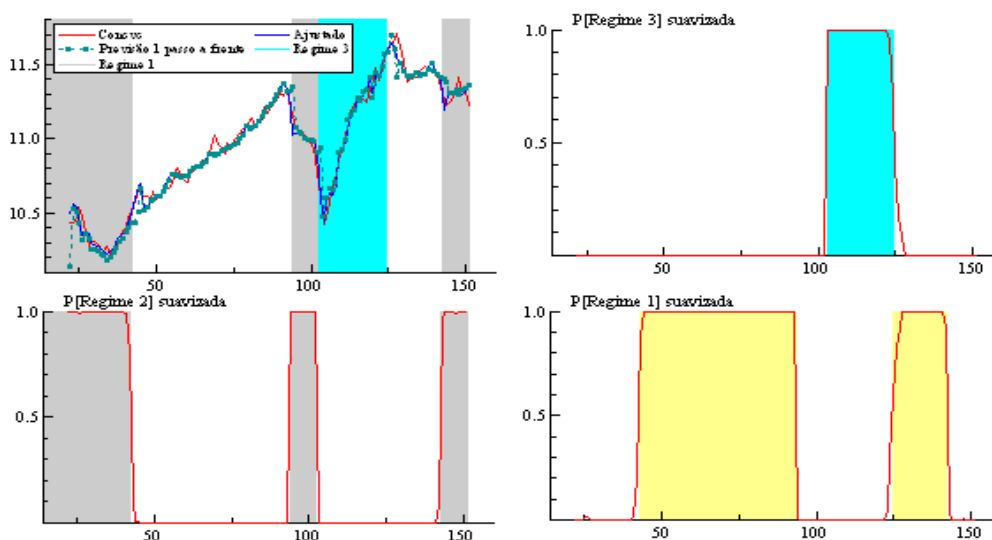 P[Regime 3] suavizada
Consus Ajustado
Previsão 1 passo a frente Regime 3
Regime 1
11.5
11.0
10.5
50 100 150
1.0
0.5
50 100 150
P[Regime 2] suavizada
1.0
0.5
50 100 150
P[Regime 1] suavizada
1.0
0.5
50 100 150